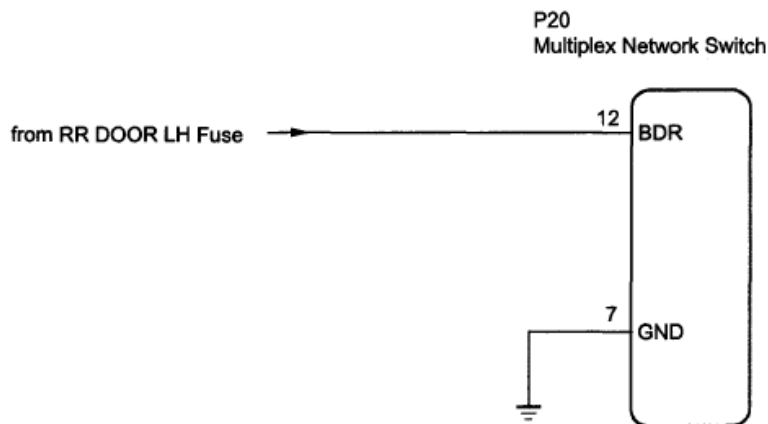 P20
Multiplex Network Switch
from RR DOOR LH Fuse
12
BDR
7
GND